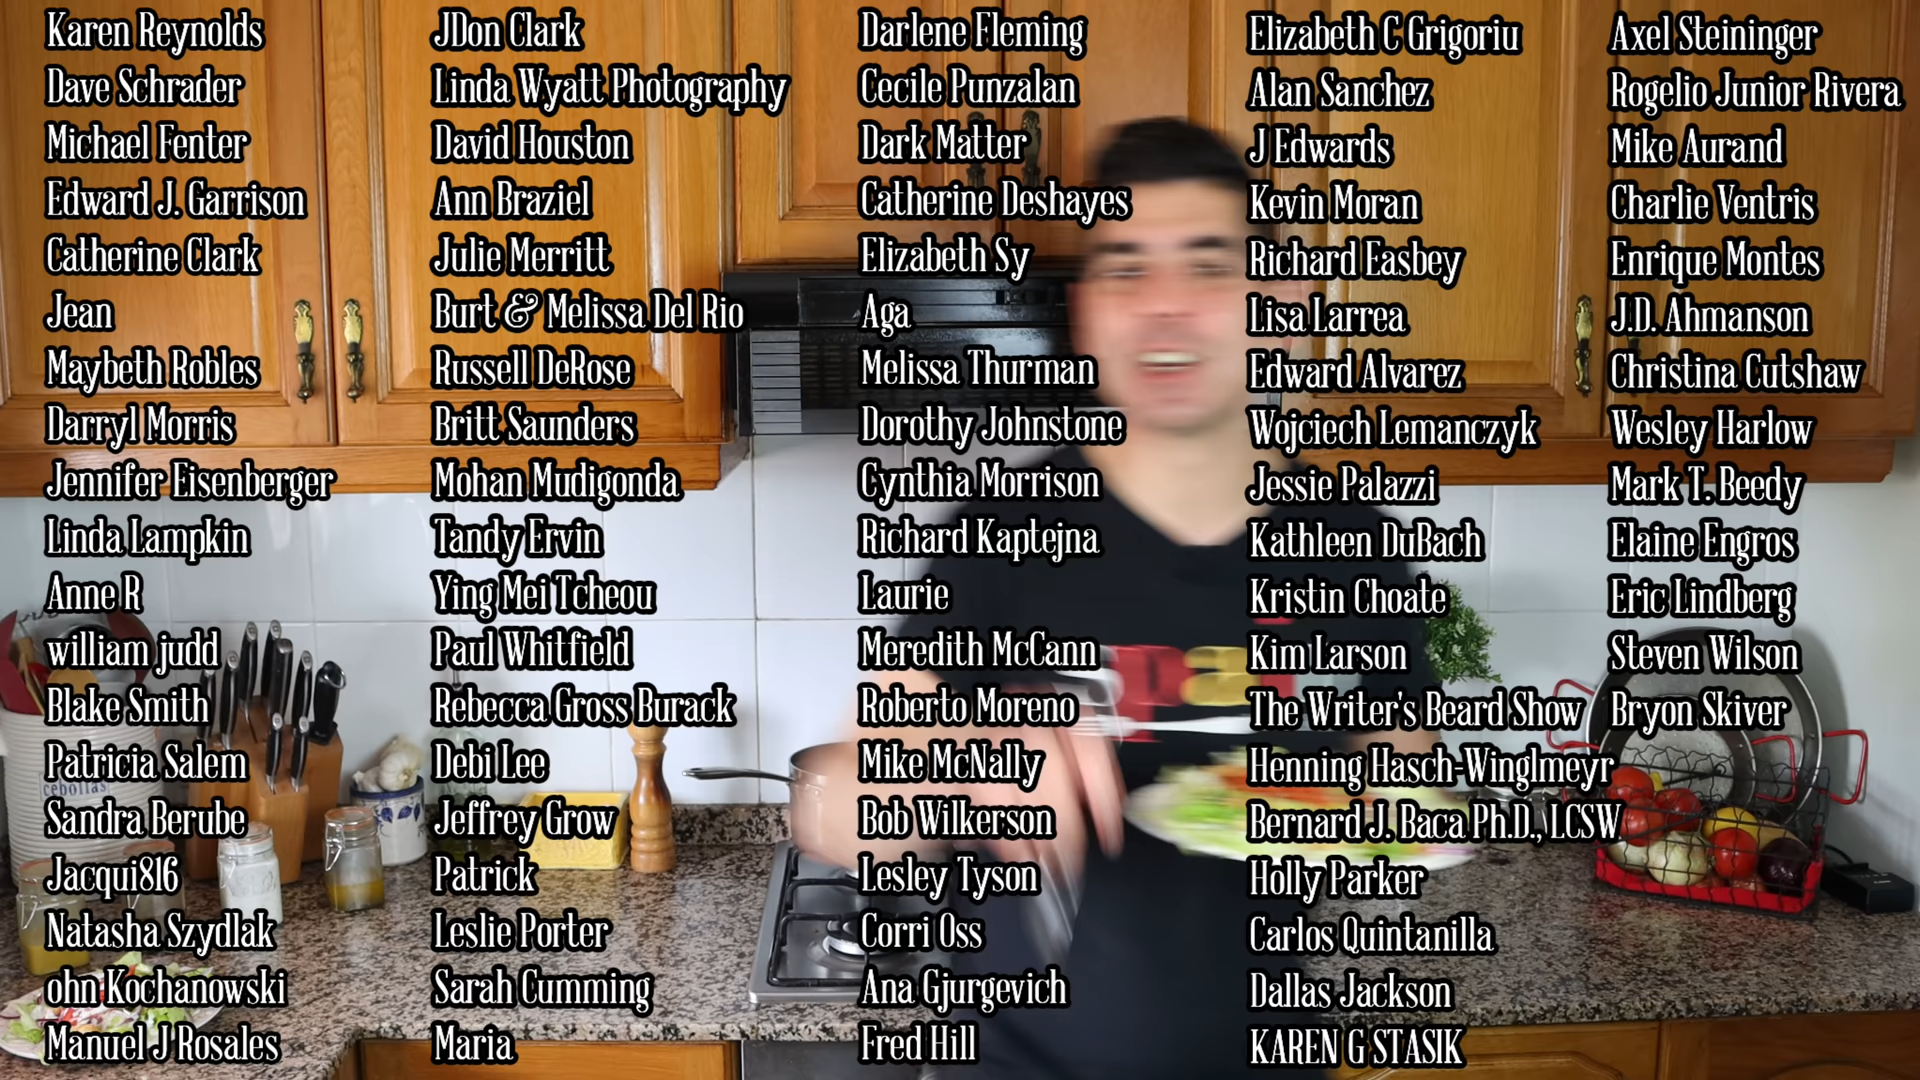 Karen Reynolds
Dave Schrader
Michael Fenter
Edward J. Garrison
Catherine Clark
Jean
Maybeth Robles
Darryl Morris
Jennifer Eisenberger
Linda Lampkin
Anne R
william judd
Blake Smith
Patricia Salem
Sandra Berube
Jacqui816
Natasha Szydlak
ohn Kochanowski
Manuel J Rosales
JDon Clark
Linda Wyatt Photography
David Houston
Ann Braziel
Julie Merritt
Burt & Melissa Del Rio
Russell DeRose
Britt Saunders
Mohan Mudigonda
Tandy Ervin
Ying Mei Tcheou
Paul Whitfield
Rebecca Gross Burack
Debi Lee
Jeffrey Grow
Patrick
Leslie Porter
Sarah Cumming
Maria
Darlene Fleming
Cecile Punzalan
Dark Matter
Catherine Deshayes
Elizabeth Sy
Aga
Melissa Thurman
Dorothy Johnstone
Cynthia Morrison
Richard Kaptejna
Laurie
Meredith McCann
Roberto Moreno
Mike McNally
Bob Wilkerson
Lesley Tyson
Corri Oss
Ana Gjurgevich
Fred Hill
Elizabeth C Grigoriu
Alan Sanchez
J Edwards
Kevin Moran
Richard Easbey
Lisa Larrea
Edward Alvarez
Wojciech Lemanczyk
Jessie Palazzi
Kathleen DuBach
Kristin Choate
Kim Larson
The Writer's Beard Show
Henning Hasch-Winglmeyr
Bernard J. Baca Ph.D., LCSW
Holly Parker
Carlos Quintanilla
Dallas Jackson
KAREN G STASIK
Axel Steininger
Rogelio Junior Rivera
Mike Aurand
Charlie Ventris
Enrique Montes
J.D. Ahmanson
Christina Cutshaw
Wesley Harlow
Mark T. Beedy
Elaine Engros
Eric Lindberg
Steven Wilson
Bryon Skiver
cebollas